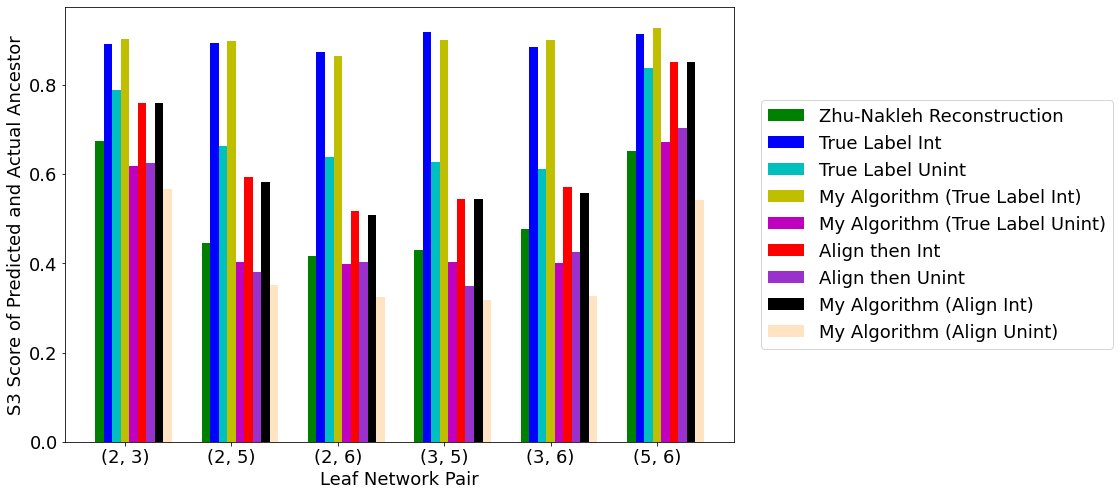 S3 Score of Predicted and Actual Ancestor
0.8
0.6
0.4
0.2
0.0
(2, 3) (2, 5) (2, 6) (3, 5) (3, 6) (5, 6)
Leaf Network Pair
Zhu-Nakleh Reconstruction
True Label Int
True Label Unint
My Algorithm (True Label Int)
My Algorithm (True Label Unint)
Align then Int
Align then Unint
My Algorithm (Align Int)
My Algorithm (Align Unint)